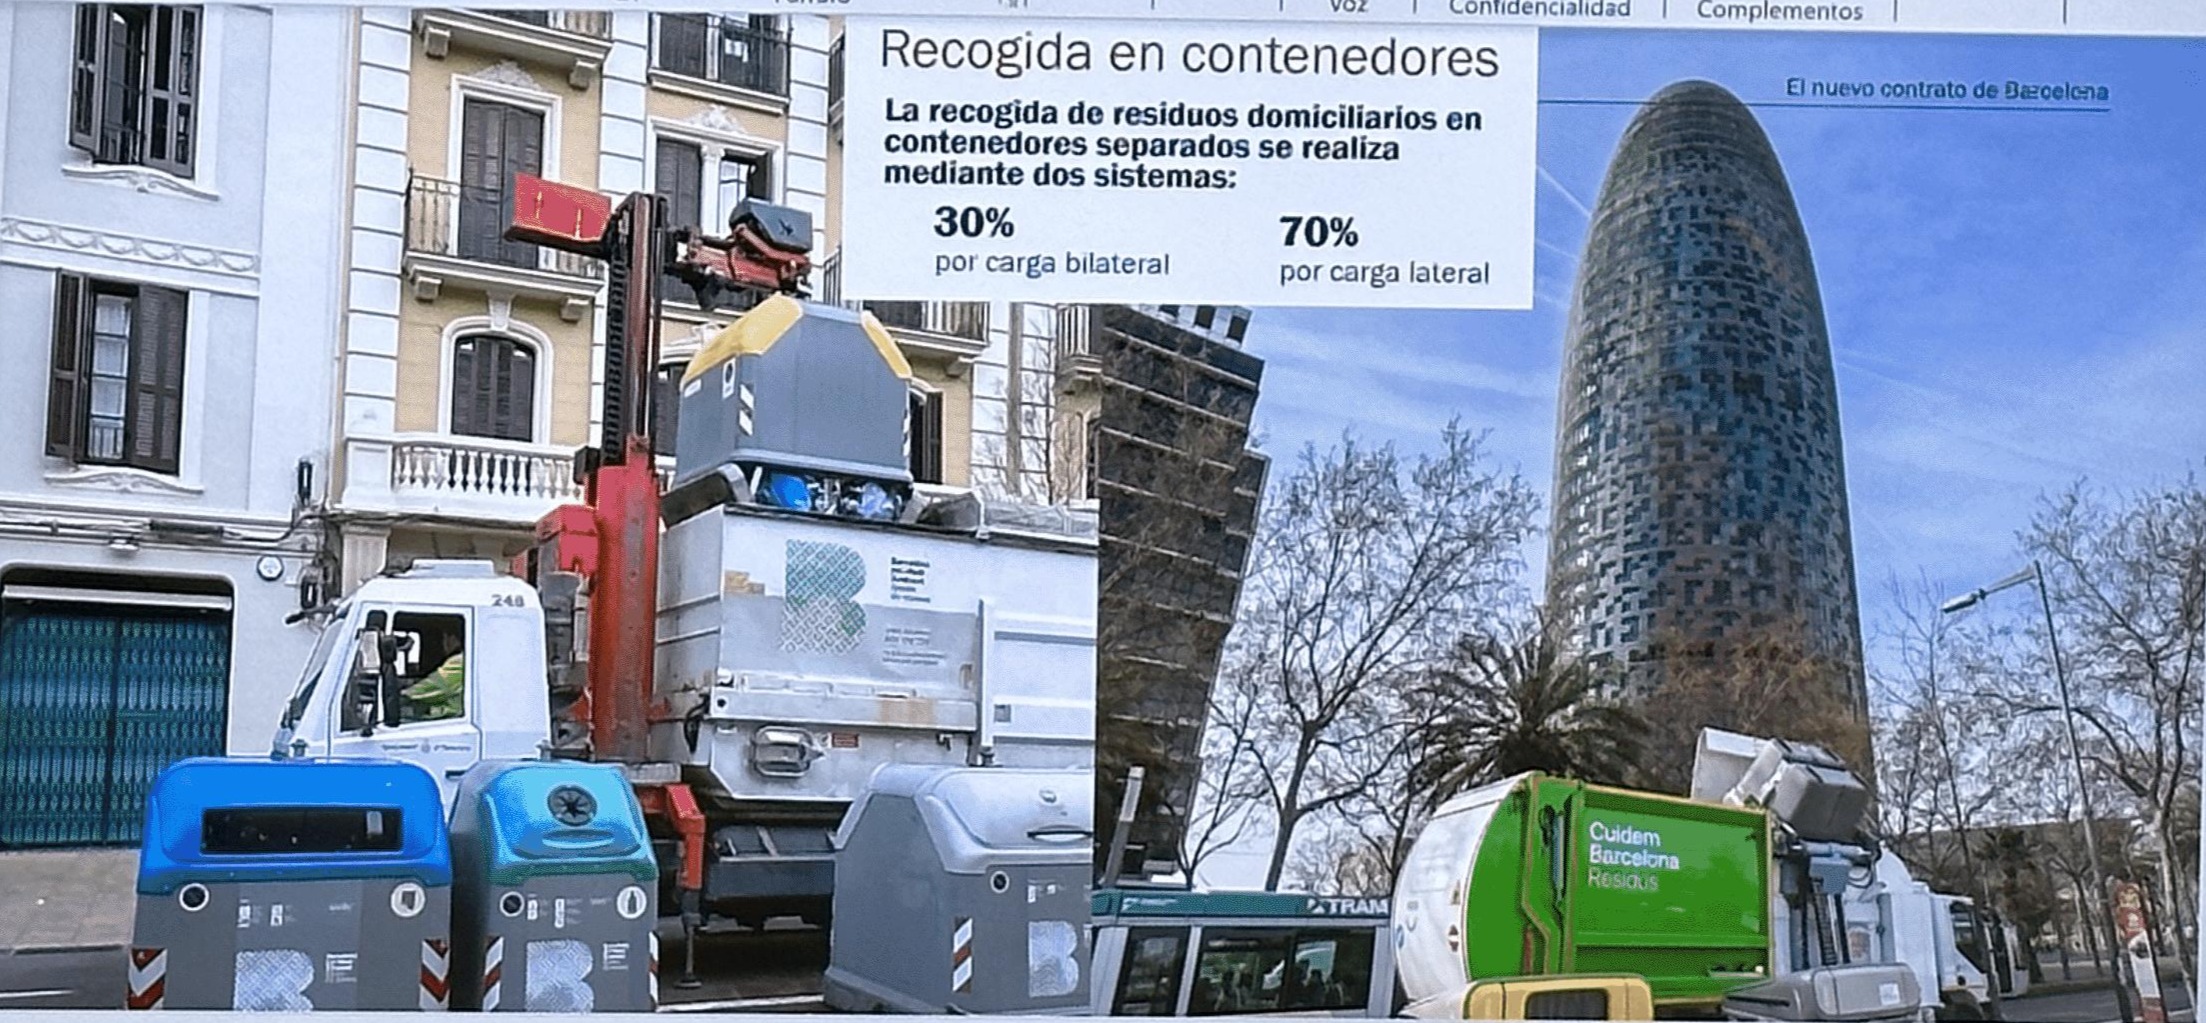 Voz
Confidencialidad
Complementos
Recogida en contenedores
El nuevo contrato de Barcelona
La recogida de residuos domiciliarios en
contenedores separados se realiza
mediante dos sistemas:
30%
70%
por carga bilateral
por carga lateral
248
B
Cuidem
Barcelona
Residus
TRAM
B
B
B